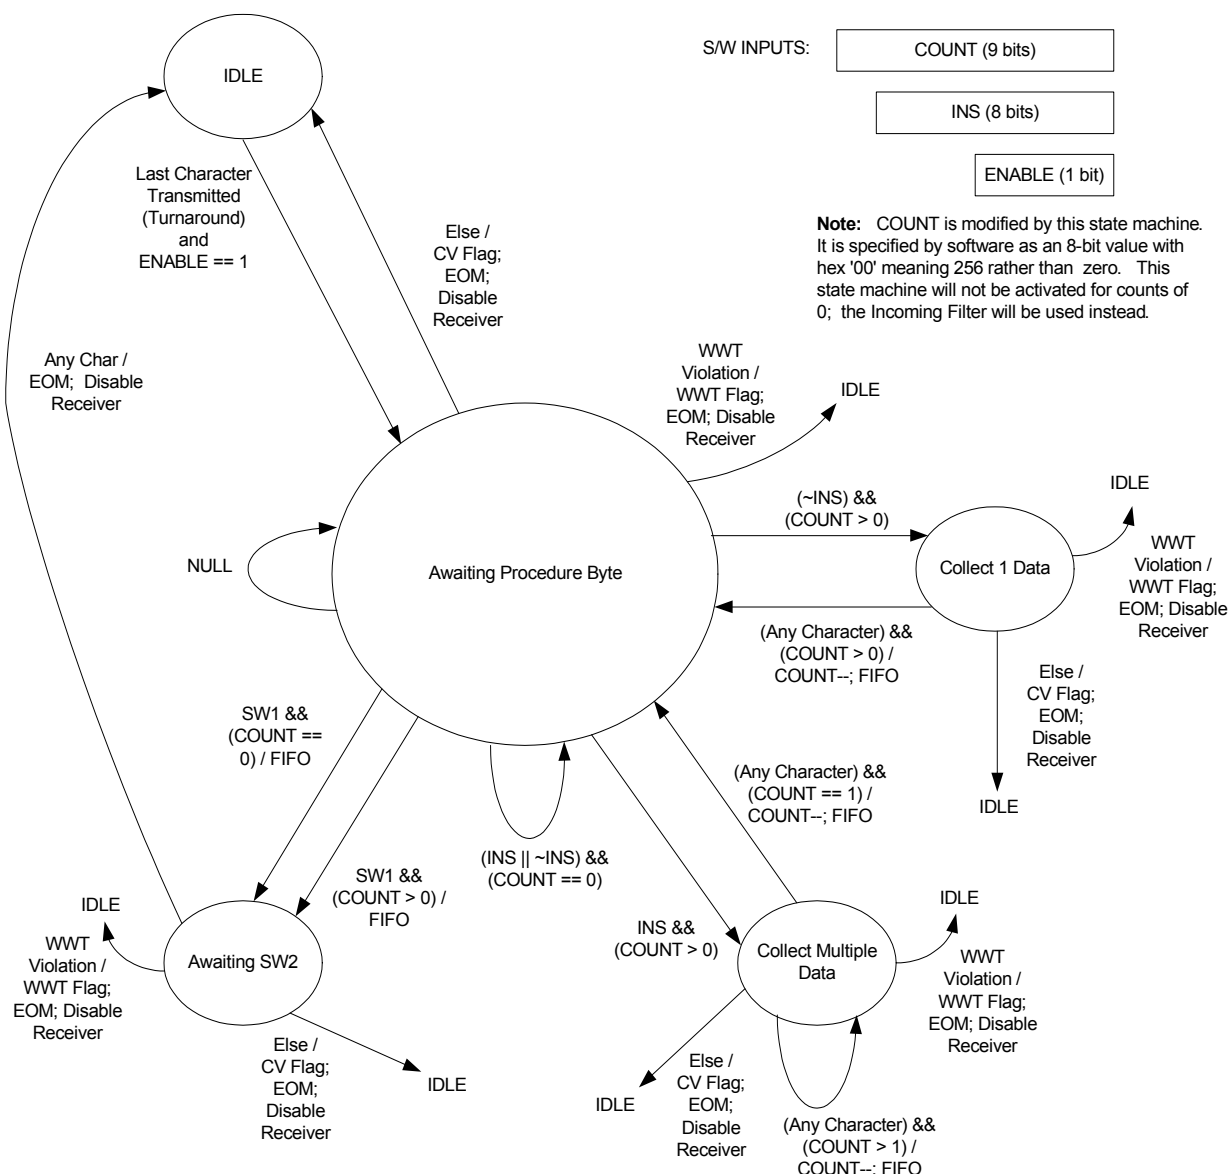 S/W INPUTS:
COUNT (9 bits)
INS (8 bits)
ENABLE (1 bit)
Note: COUNT is modified by this state machine.
It is specified by software as an 8-bit value with
hex '00' meaning 256 rather than zero. This
state machine will not be activated for counts of
0; the Incoming Filter will be used instead.
IDLE
Last Character
Transmitted
(Turnaround)
and
ENABLE == 1
Else /
CV Flag;
EOM;
Disable
Receiver
Any Char /
EOM; Disable
Receiver
WWT
Violation /
WWT Flag;
EOM; Disable
Receiver
IDLE
(~INS) &&
(COUNT > 0)
IDLE
WWT
Violation /
WWT Flag;
EOM; Disable
Receiver
NULL
Awaiting Procedure Byte
Collect 1 Data
(Any Character) &&
(COUNT > 0) /
COUNT--; FIFO
Else /
CV Flag;
EOM;
Disable
Receiver
IDLE
SW1 &&
(COUNT ==
0) / FIFO
SW1 &&
(COUNT > 0) /
FIFO
(INS || ~INS) &&
(COUNT == 0)
(Any Character) &&
(COUNT == 1) /
COUNT--; FIFO
INS &&
(COUNT > 0)
IDLE
WWT
Violation /
WWT Flag;
EOM; Disable
Receiver
Awaiting SW2
Else /
CV Flag;
EOM;
Disable
Receiver
IDLE
Collect Multiple
Data
IDLE
WWT
Violation /
WWT Flag;
EOM; Disable
Receiver
IDLE
Else /
CV Flag;
EOM;
Disable
Receiver
(Any Character) &&
(COUNT > 1) /
COUNT--; FIFO